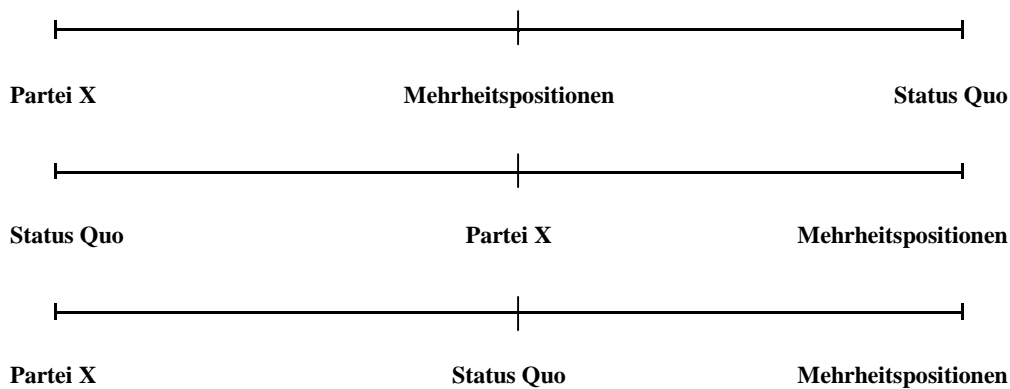 Partei X Mehrheitspositionen Status Quo
Status Quo Partei X Mehrheitspositionen
Partei X Status Quo Mehrheitspositionen